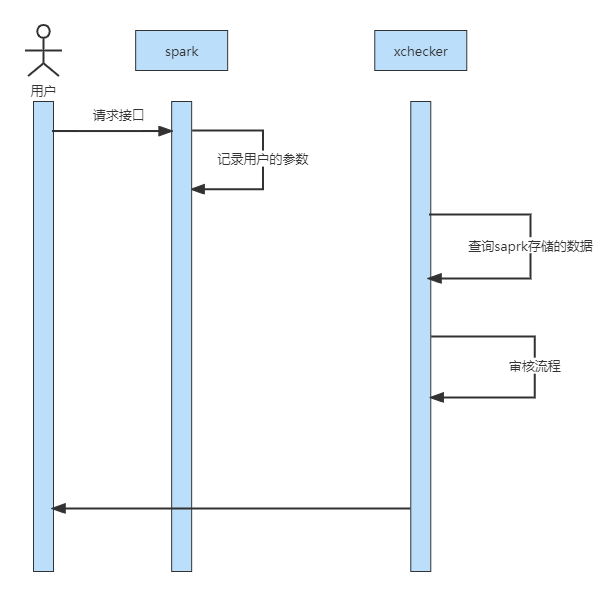 spark
xchecker
用户
请求接口
记录用户的参数
查询saprk存储的数据
审核流程